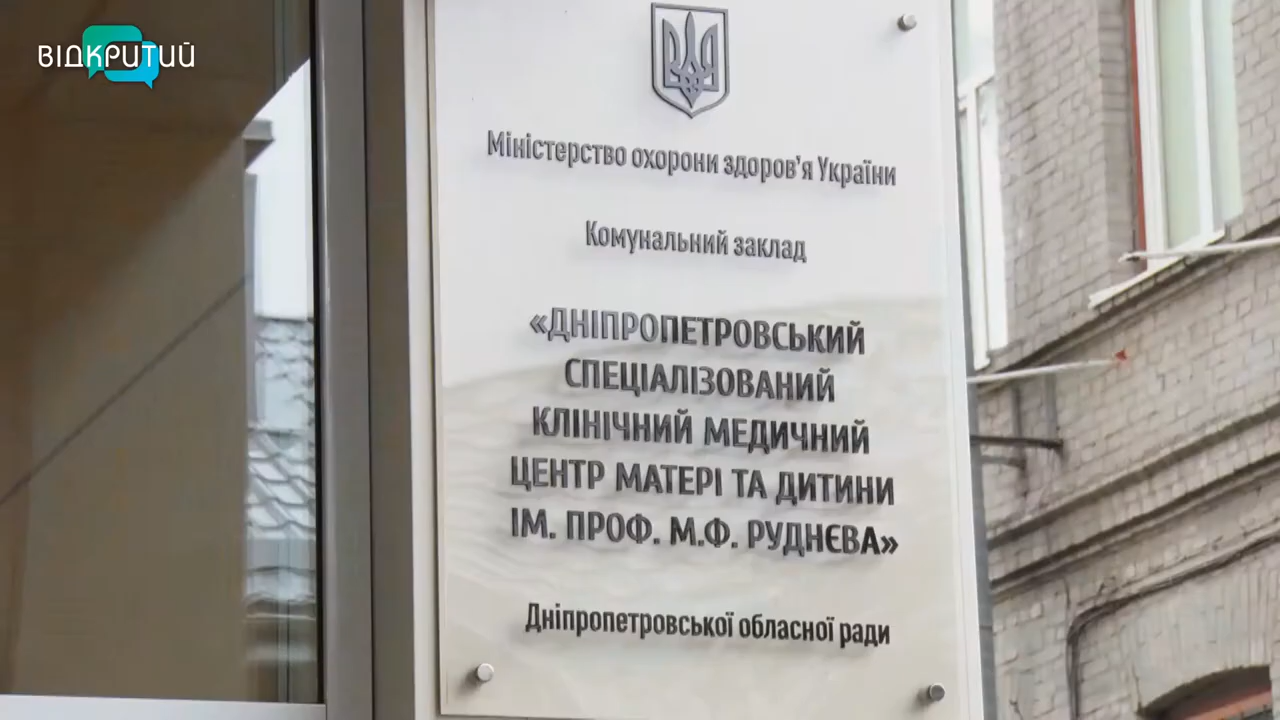 ВІДКРИТИЙ
Міністерство охорони здоров'я України
Комунальний заклад
«ДНІПРОПЕТРОВСЬКИЙ
СПЕЦІАЛІЗОВАНИЙ
КЛІНІЧНИЙ МЕДИЧНИЙ
ЦЕНТР МАТЕРІ ТА ДИТИНИ
ІМ. ПРОФ. М.Ф. РУДНЄВА»
Дніпропетровської обласної ради